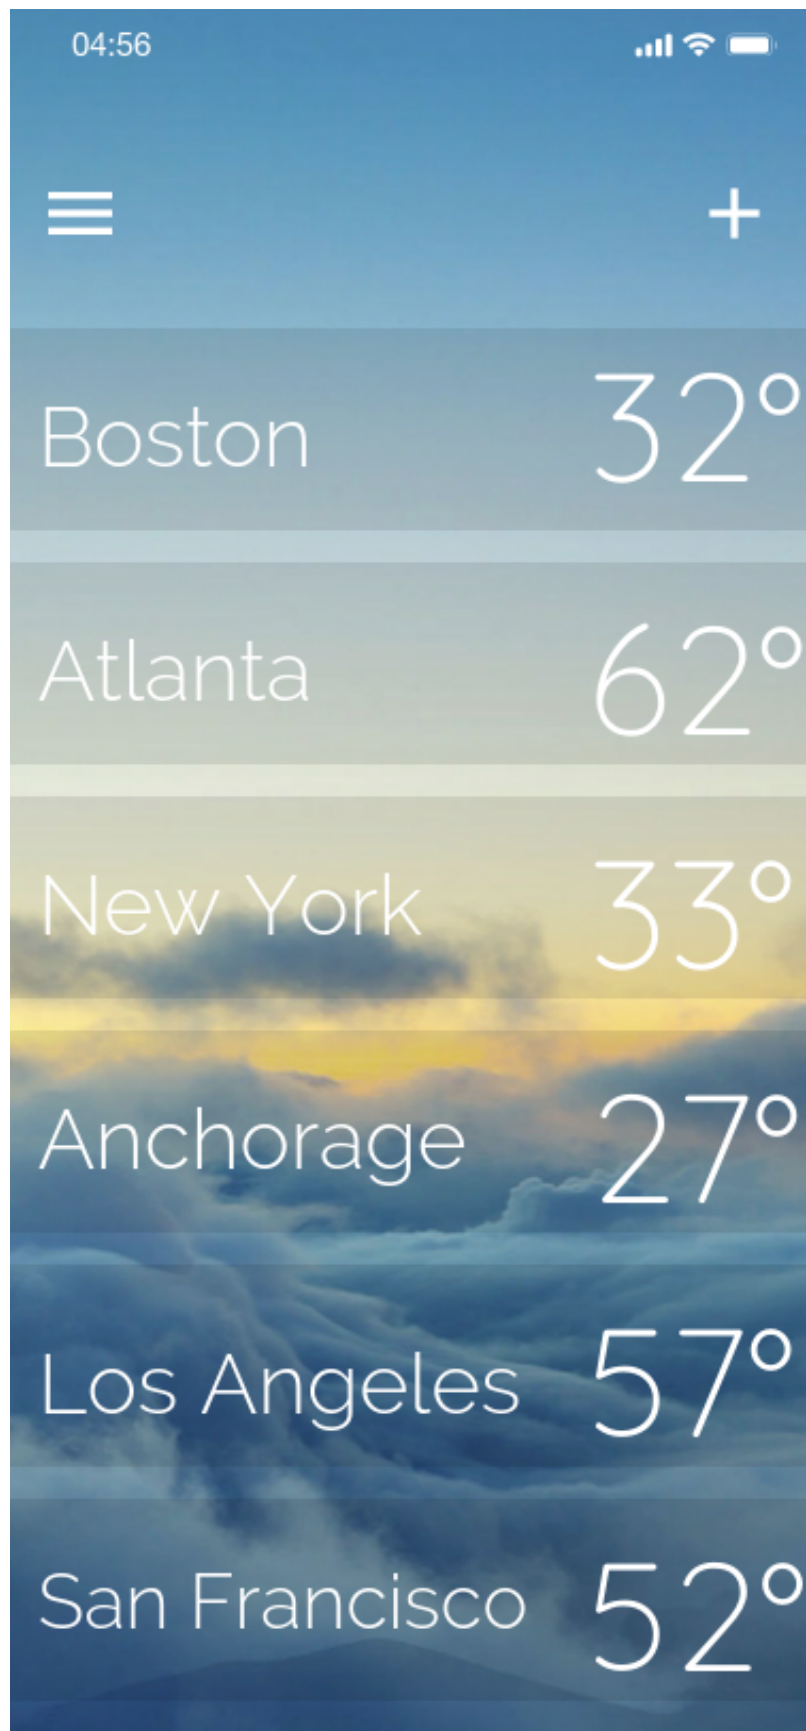 04:56
Boston 32°
Atlanta 62°
New York 33°
Anchorage 27°
Los Angeles 57°
San Francisco 52°